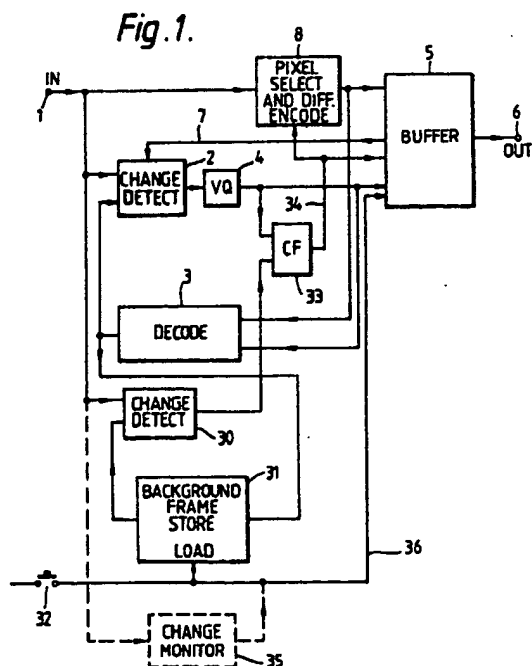 Fig.1.
IN
1
8
PIXEL
SELECT
AND DIFF.
ENCODE
5
BUFFER
6
OUT
7
2
CHANGE
DETECT
4
VQ
34
CF
33
3
DECODE
CHANGE
DETECT
30
31
BACKGROUND
FRAME
STORE
LOAD
36
32
CHANGE
MONITOR
35